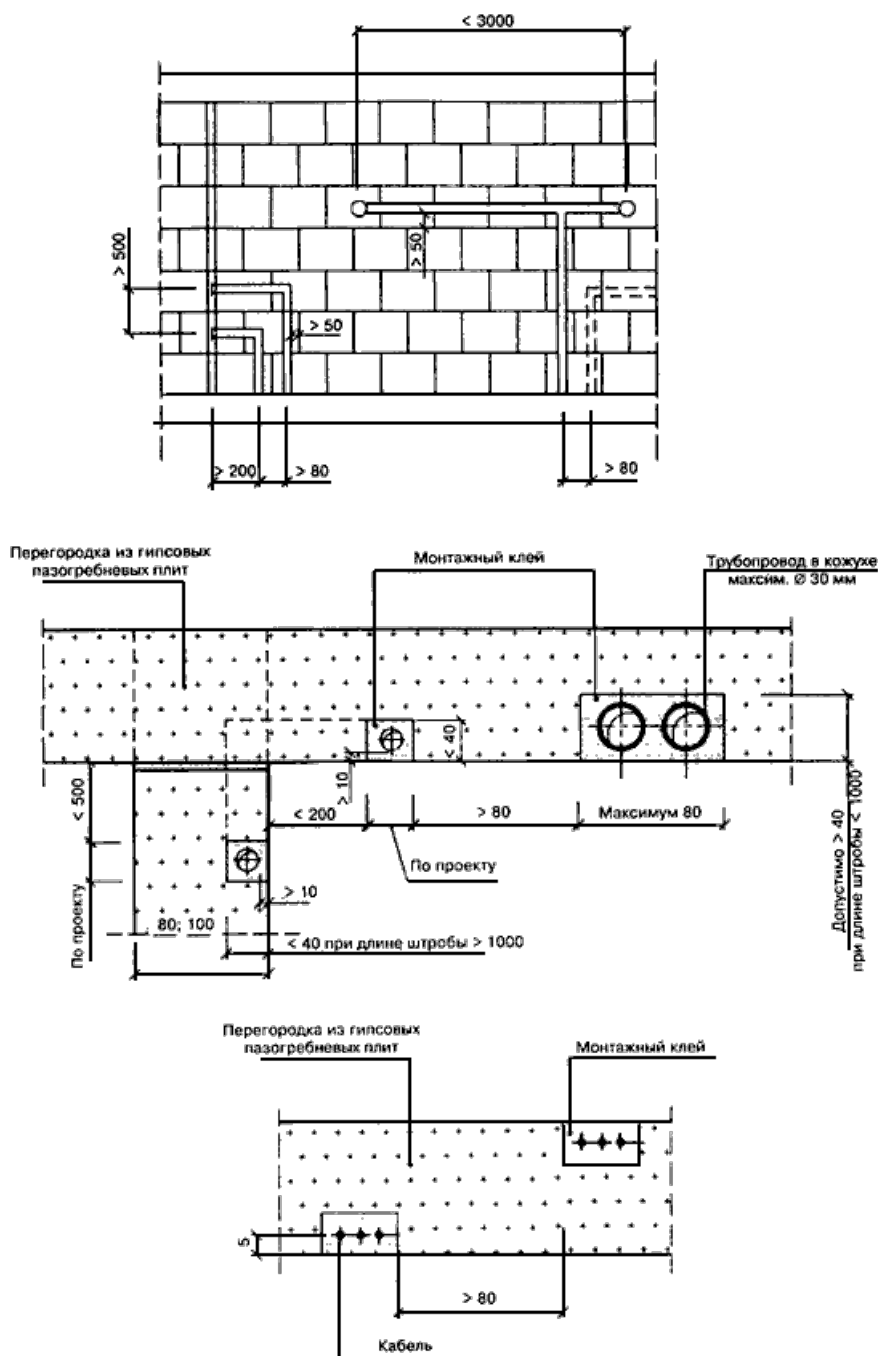 < 3000
> 500
> 50
> 50
> 200
> 80
> 80
Перегородка из гипсовых
пазогребневых плит
Монтажный клей
Трубопровод в кожухе
максим. Ø 30 мм
< 500
> 10
< 40
< 200
> 80
Максимум 80
По проекту
По проекту
> 10
80; 100
< 40 при длине штробы > 1000
Допустимо > 40
при длине штробы < 1000
Перегородка из гипсовых
пазогребневых плит
Монтажный клей
5
> 80
Кабель